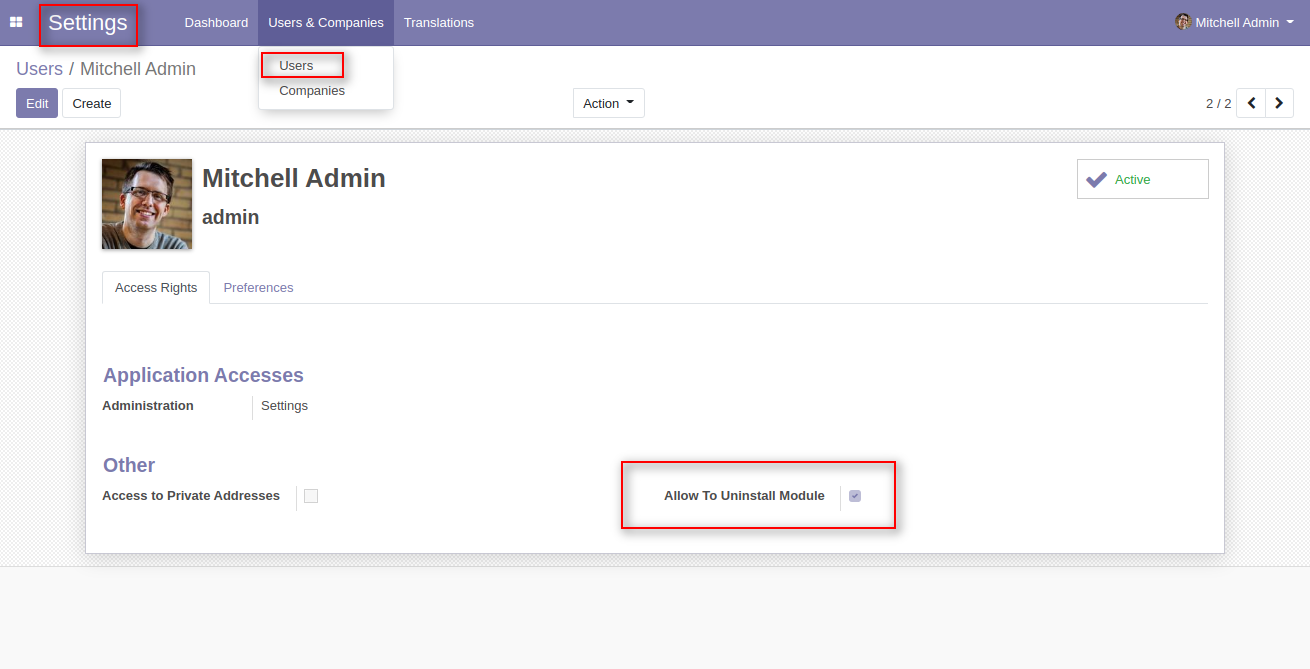 Settings Dashboard Users & Companies Translations Mitchell Admin
Users / Mitchell Admin
Users
Companies
Edit Create Action 2 / 2
Mitchell Admin
admin
Active
Access Rights Preferences
Application Accesses
Administration Settings
Other
Access to Private Addresses Allow To Uninstall Module